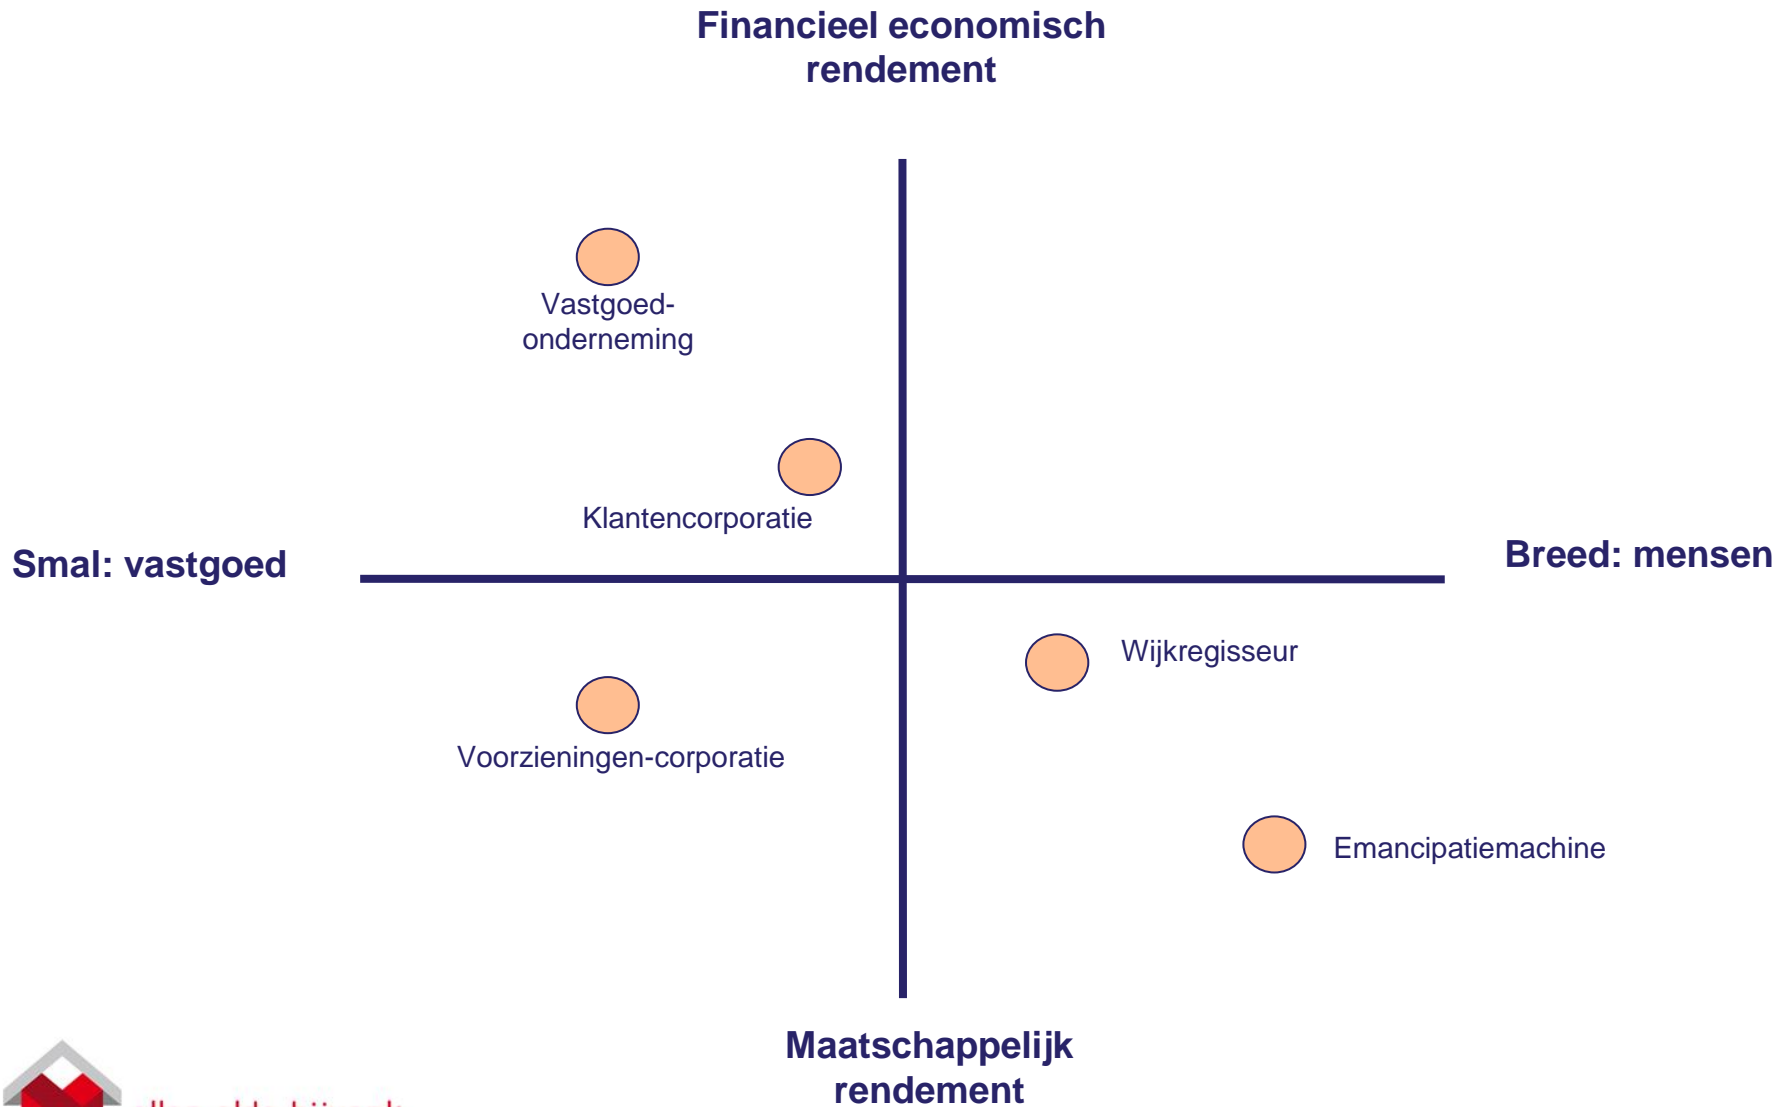 Financieel economisch
rendement
Vastgoed-
onderneming
Klantencorporatie
Smal: vastgoed
Breed: mensen
Wijkregisseur
Voorzieningen-corporatie
Emancipatiemachine
Maatschappelijk
rendement